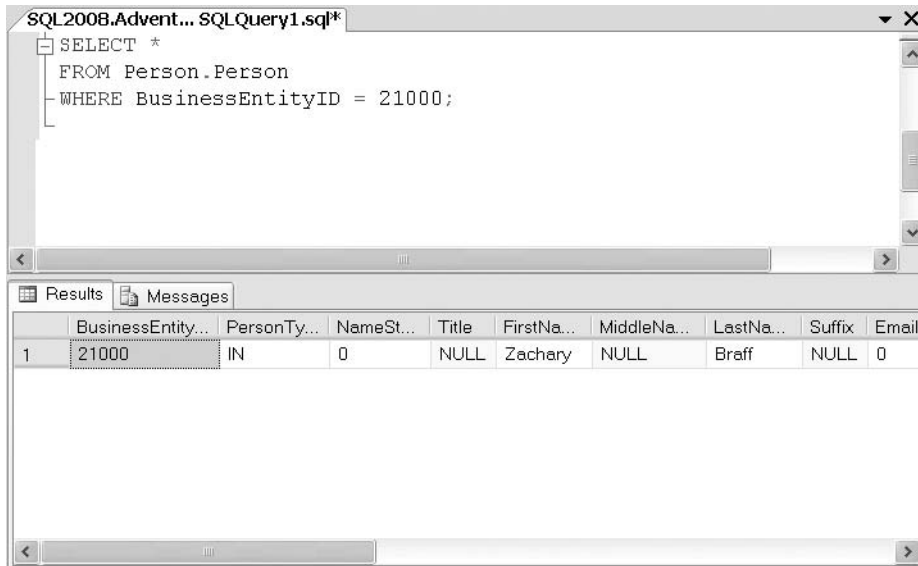 SQL2008.Advent... SQLQuery1.sql*
SELECT *
FROM Person.Person
WHERE BusinessEntityID = 21000;
Results Messages
BusinessEntity... PersonTy... NameSt... Title FirstNa... MiddleNa... LastNa... Suffix Email
1 21000 IN 0 NULL Zachary NULL Braff NULL 0